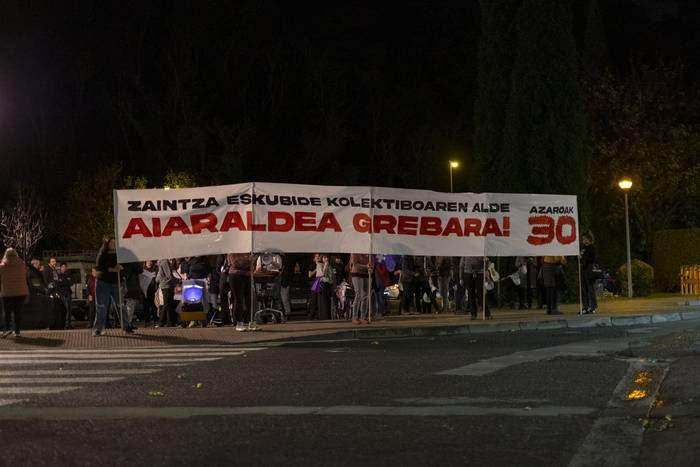 ZAINTZA ESKUBIDE KOLEKTIBOAREN ALDE
AIARALDEA GREBARA!
AZAROAK
30